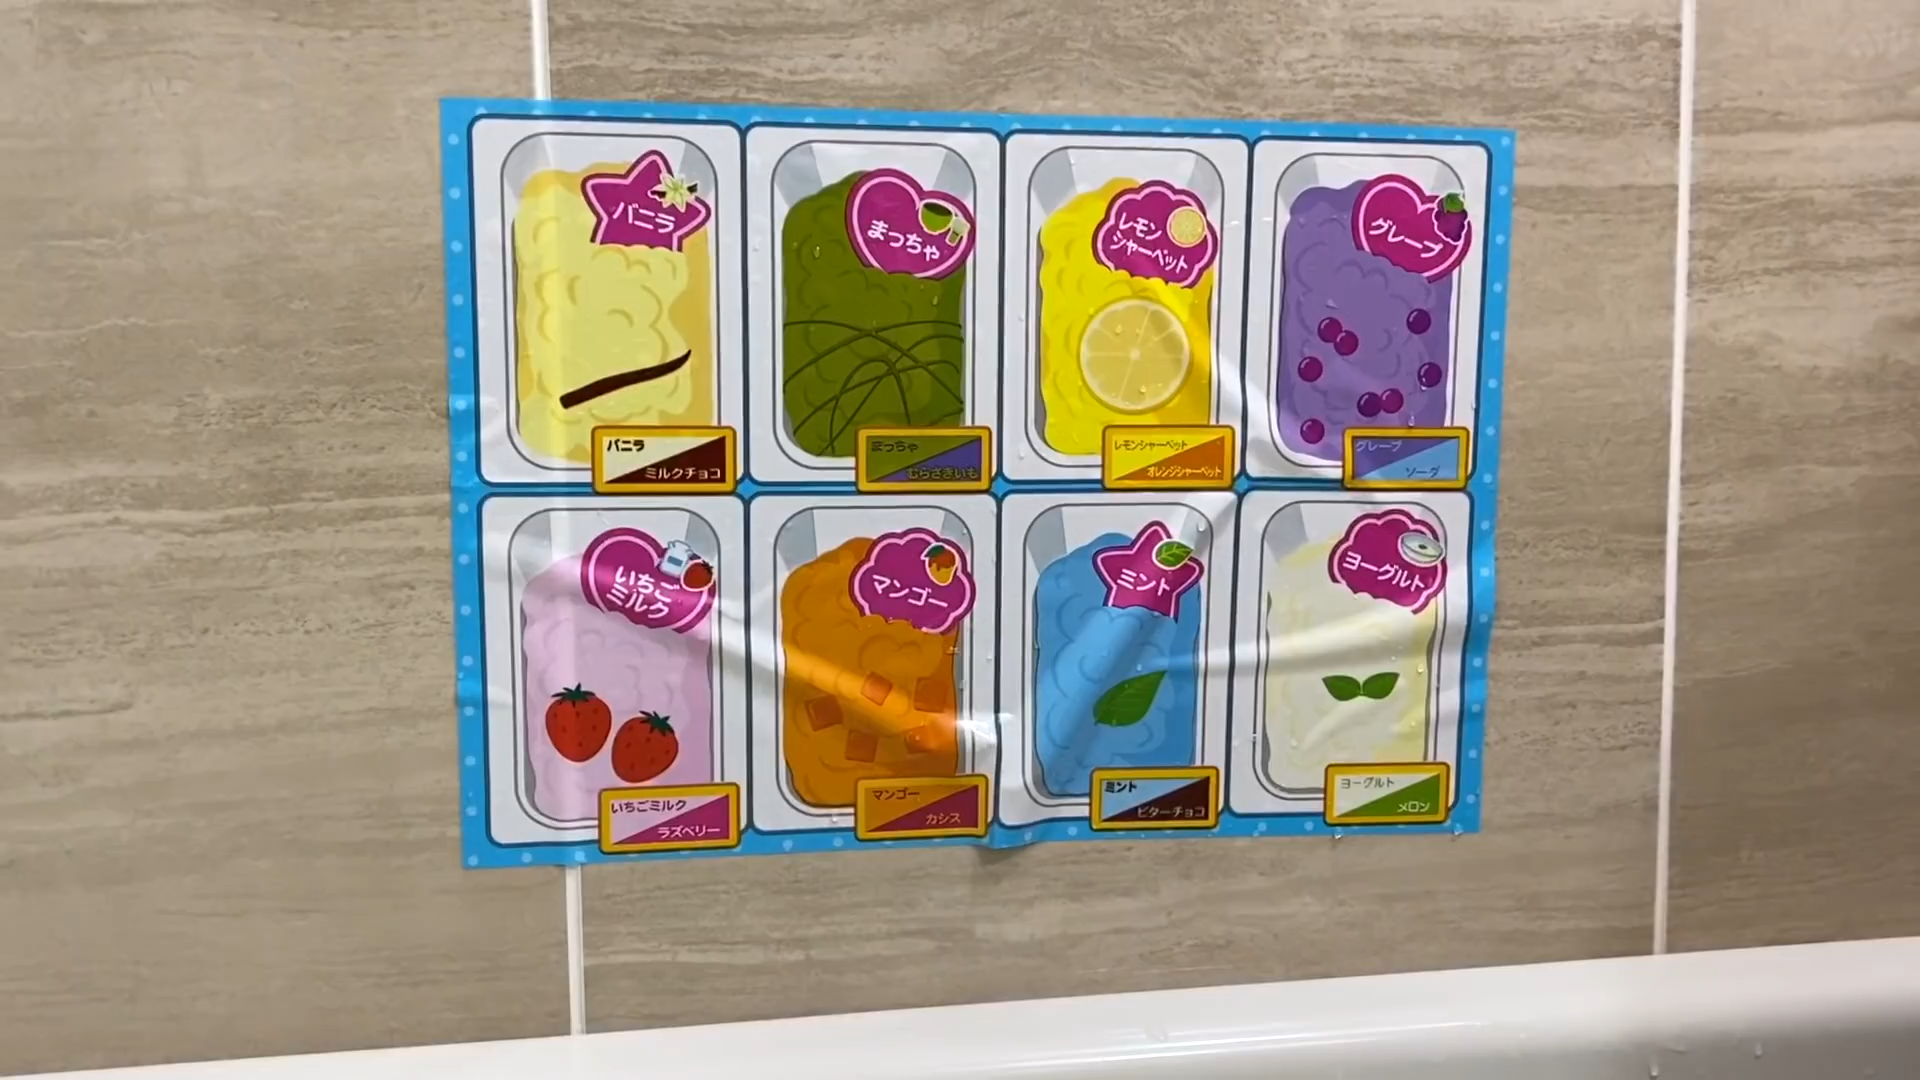 バニラ
バニラ
ミルクチョコ
まっちゃ
まっちゃ
むらさきいも
レモン
シャーベット
レモンシャーベット
オレンジシャーベット
グレープ
グレープ
ソーダ
いちご
ミルク
いちごミルク
ラズベリー
マンゴー
マンゴー
カシス
ミント
ミント
ビターチョコ
ヨーグルト
ヨーグルト
メロン